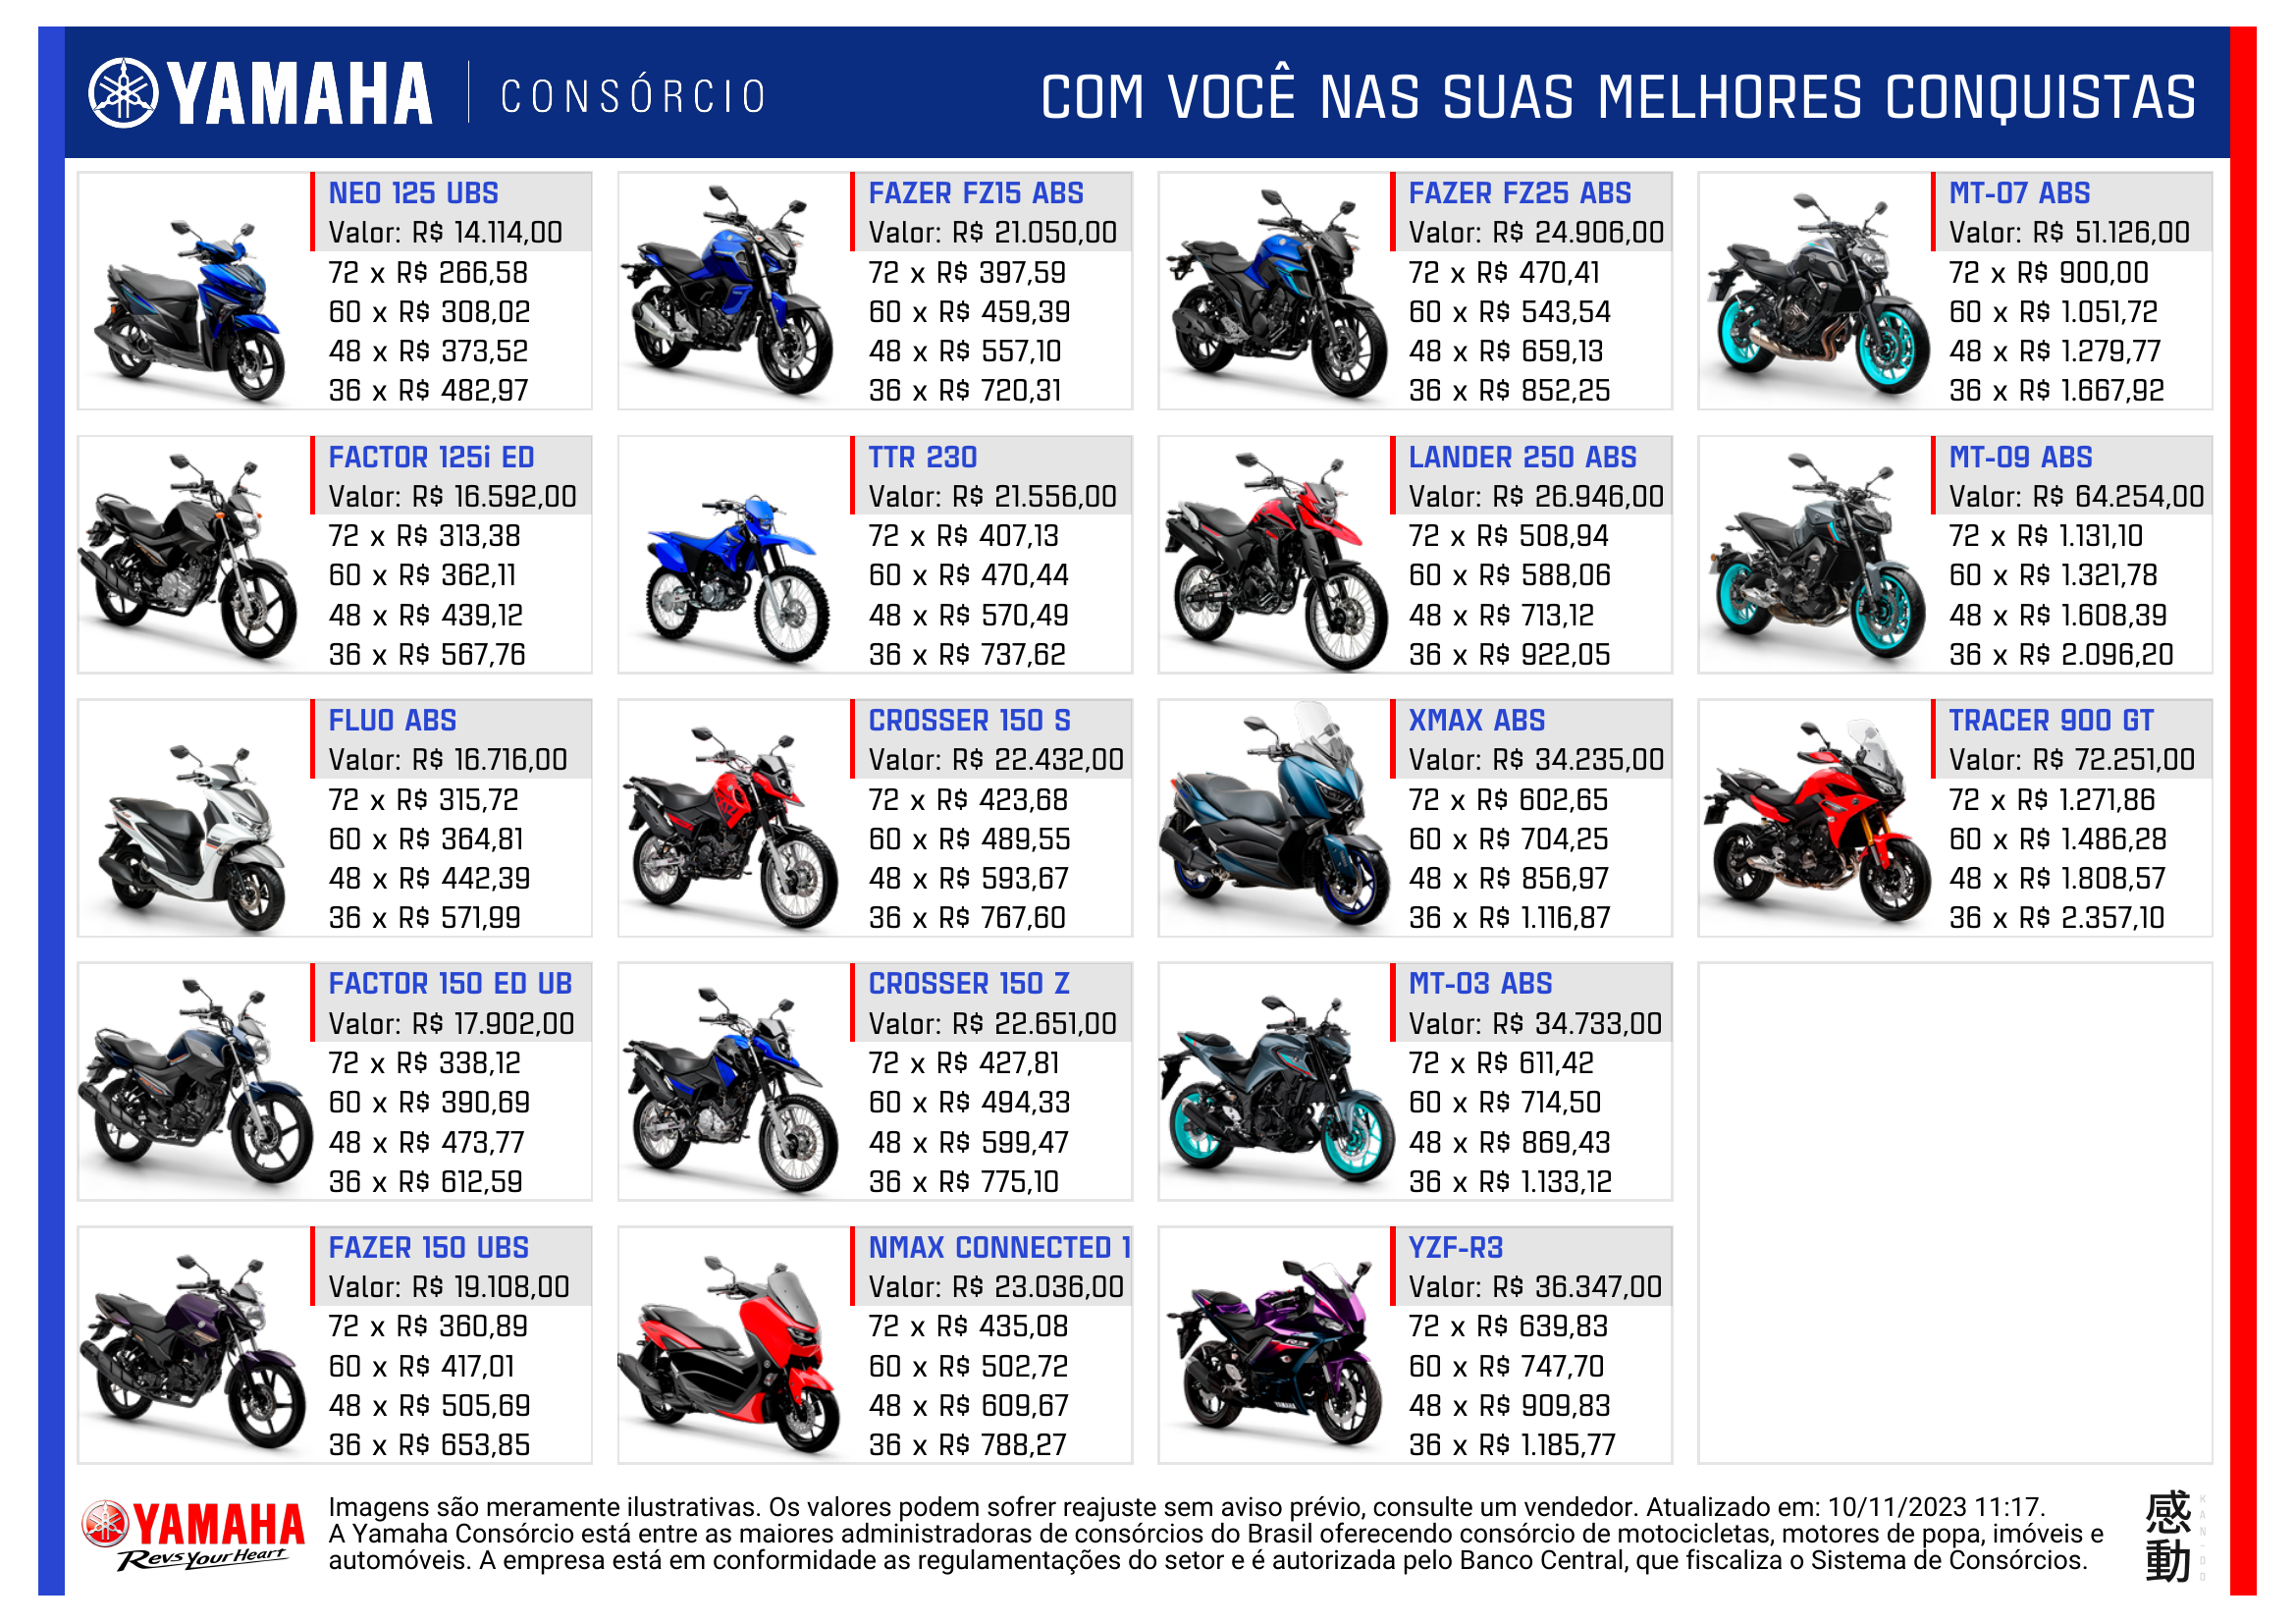 YAMAHA CONSÓRCIO
COM VOCÊ NAS SUAS MELHORES CONQUISTAS
NEO 125 UBS
Valor: R$ 14.114,00
72 x R$ 266,58
60 x R$ 308,02
48 x R$ 373,52
36 x R$ 482,97
FAZER FZ15 ABS
Valor: R$ 21.050,00
72 x R$ 397,59
60 x R$ 459,39
48 x R$ 557,10
36 x R$ 720,31
FAZER FZ25 ABS
Valor: R$ 24.906,00
72 x R$ 470,41
60 x R$ 543,54
48 x R$ 659,13
36 x R$ 852,25
MT-07 ABS
Valor: R$ 51.126,00
72 x R$ 900,00
60 x R$ 1.051,72
48 x R$ 1.279,77
36 x R$ 1.667,92
FACTOR 125i ED
Valor: R$ 16.592,00
72 x R$ 313,38
60 x R$ 362,11
48 x R$ 439,12
36 x R$ 567,76
TTR 230
Valor: R$ 21.556,00
72 x R$ 407,13
60 x R$ 470,44
48 x R$ 570,49
36 x R$ 737,62
LANDER 250 ABS
Valor: R$ 26.946,00
72 x R$ 508,94
60 x R$ 588,06
48 x R$ 713,12
36 x R$ 922,05
MT-09 ABS
Valor: R$ 64.254,00
72 x R$ 1.131,10
60 x R$ 1.321,78
48 x R$ 1.608,39
36 x R$ 2.096,20
FLUO ABS
Valor: R$ 16.716,00
72 x R$ 315,72
60 x R$ 364,81
48 x R$ 442,39
36 x R$ 571,99
CROSSER 150 S
Valor: R$ 22.432,00
72 x R$ 423,68
60 x R$ 489,55
48 x R$ 593,67
36 x R$ 767,60
XMAX ABS
Valor: R$ 34.235,00
72 x R$ 602,65
60 x R$ 704,25
48 x R$ 856,97
36 x R$ 1.116,87
TRACER 900 GT
Valor: R$ 72.251,00
72 x R$ 1.271,86
60 x R$ 1.486,28
48 x R$ 1.808,57
36 x R$ 2.357,10
FACTOR 150 ED UB
Valor: R$ 17.902,00
72 x R$ 338,12
60 x R$ 390,69
48 x R$ 473,77
36 x R$ 612,59
CROSSER 150 Z
Valor: R$ 22.651,00
72 x R$ 427,81
60 x R$ 494,33
48 x R$ 599,47
36 x R$ 775,10
MT-03 ABS
Valor: R$ 34.733,00
72 x R$ 611,42
60 x R$ 714,50
48 x R$ 869,43
36 x R$ 1.133,12
FAZER 150 UBS
Valor: R$ 19.108,00
72 x R$ 360,89
60 x R$ 417,01
48 x R$ 505,69
36 x R$ 653,85
NMAX CONNECTED 1
Valor: R$ 23.036,00
72 x R$ 435,08
60 x R$ 502,72
48 x R$ 609,67
36 x R$ 788,27
YZF-R3
Valor: R$ 36.347,00
72 x R$ 639,83
60 x R$ 747,70
48 x R$ 909,83
36 x R$ 1.185,77
YAMAHA
Revs Your Heart
Imagens são meramente ilustrativas. Os valores podem sofrer reajuste sem aviso prévio, consulte um vendedor. Atualizado em: 10/11/2023 11:17.
A Yamaha Consórcio está entre as maiores administradoras de consórcios do Brasil oferecendo consórcio de motocicletas, motores de popa, imóveis e
automóveis. A empresa está em conformidade as regulamentações do setor e é autorizada pelo Banco Central, que fiscaliza o Sistema de Consórcios.
感動
KANDO